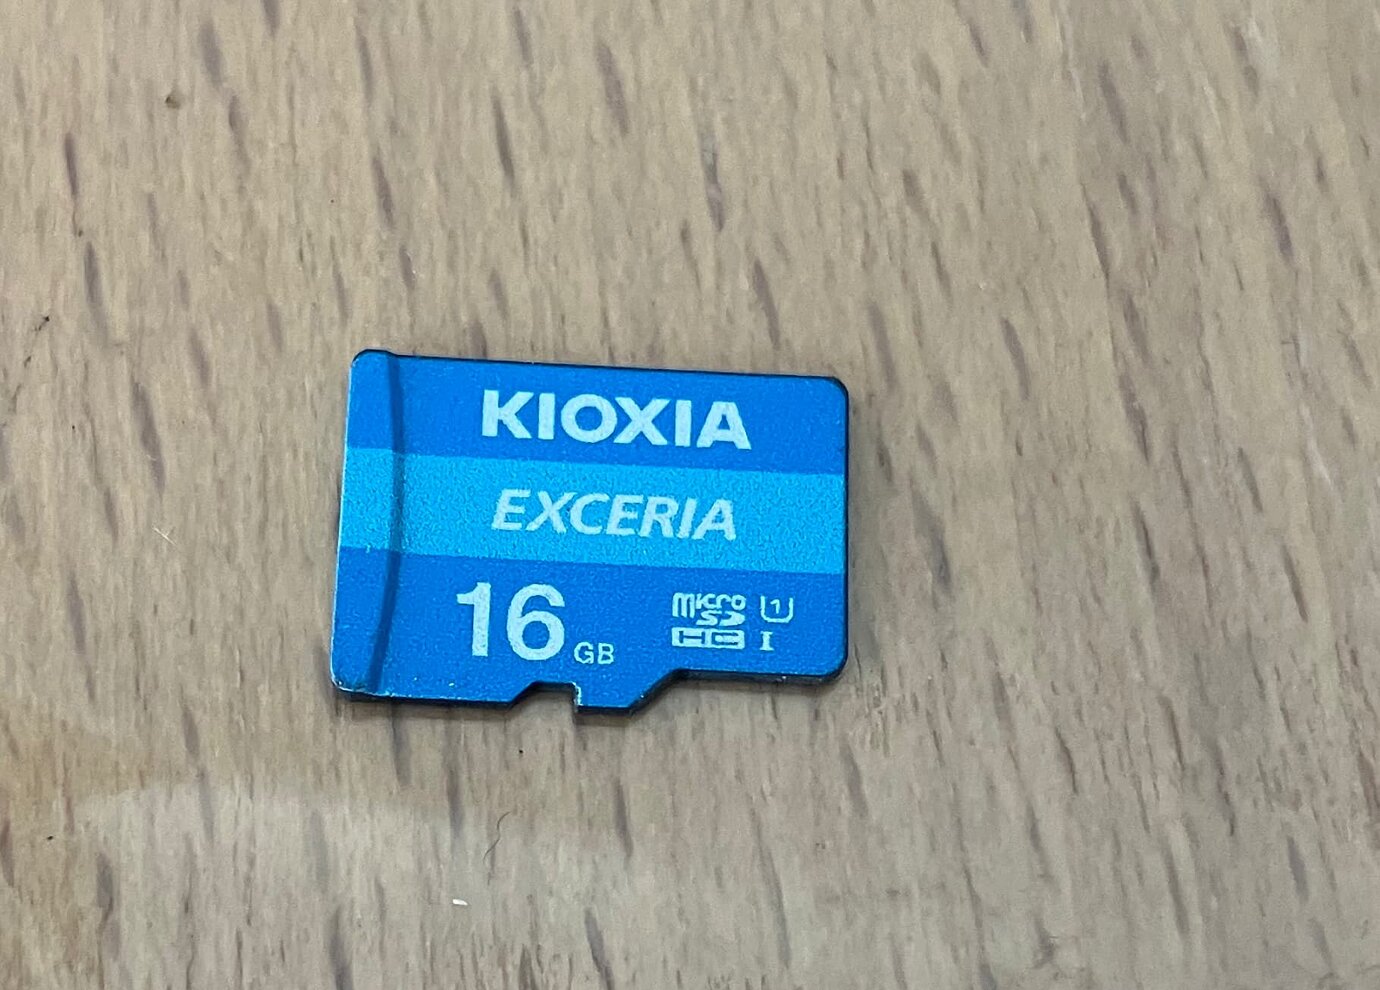 KIOXIA
EXCERIA
16 GB
micro SD HC U1 I